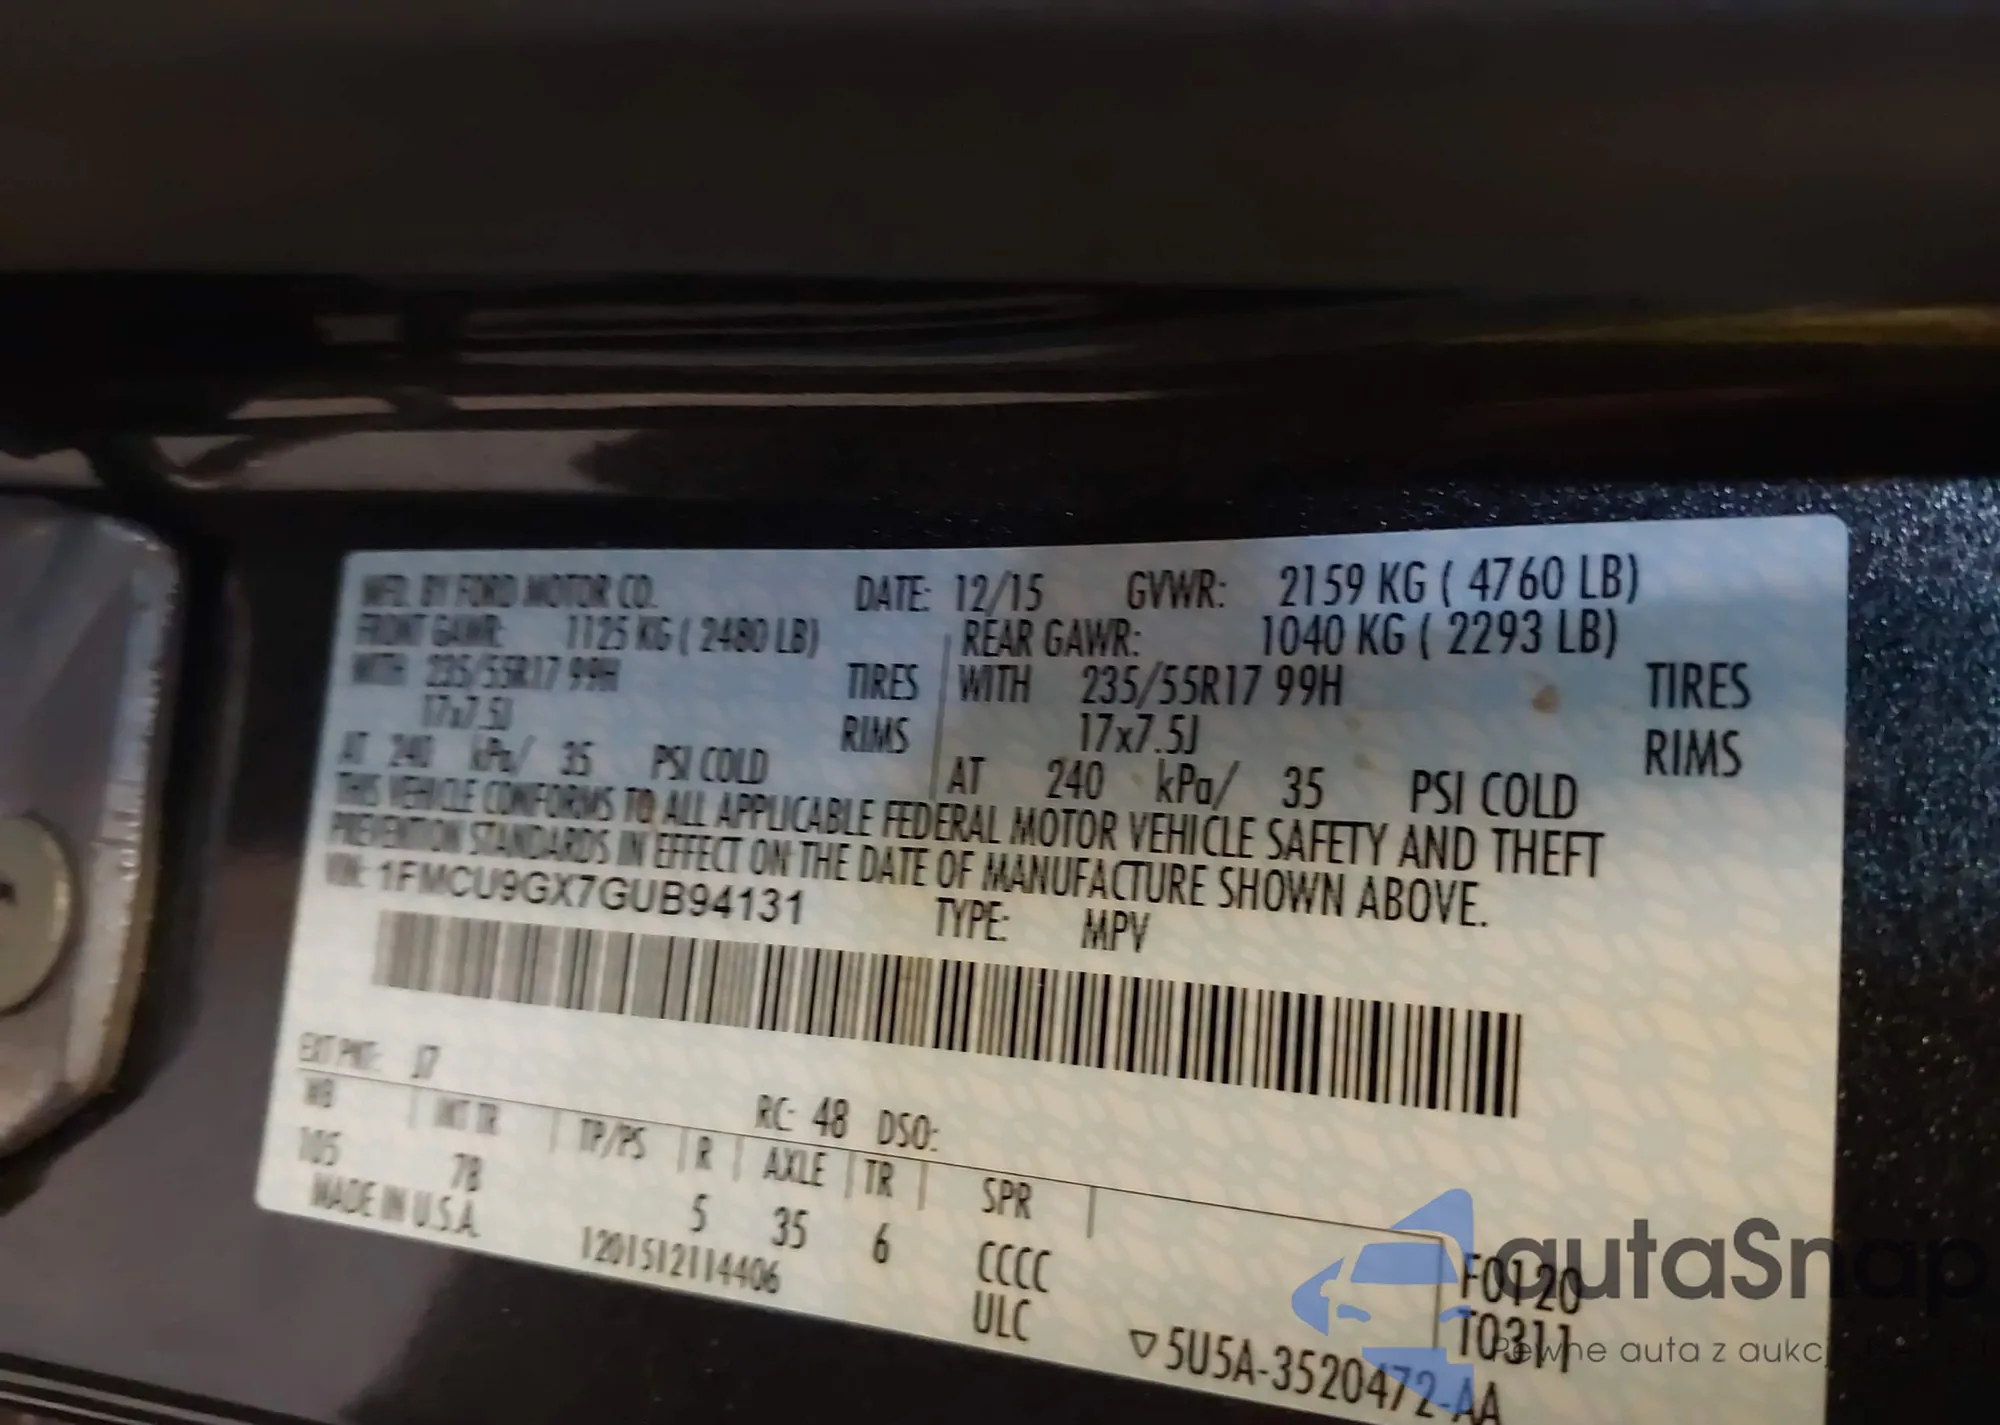 MFD. BY FORD MOTOR CO. DATE: 12/15 GVWR: 2159 KG ( 4760 LB)
FRONT GAWR: 1125 KG ( 2480 LB) REAR GAWR: 1040 KG ( 2293 LB)
WITH 235/55R17 99H TIRES WITH 235/55R17 99H TIRES
17x7.5J RIMS 17x7.5J RIMS
AT 240 kPa/ 35 PSI COLD AT 240 kPa/ 35 PSI COLD
THIS VEHICLE CONFORMS TO ALL APPLICABLE FEDERAL MOTOR VEHICLE SAFETY AND THEFT
PREVENTION STANDARDS IN EFFECT ON THE DATE OF MANUFACTURE SHOWN ABOVE.
VIN: 1FMCU9GX7GUB94131 TYPE: MPV
EXT PNT: J7 RC: 48 DSO:
WB INT TR TP/PS R AXLE TR SPR
105 7B 5 35 6 CCCC
MADE IN U.S.A. 1201512114406 ULC
F0120
T0311
▽5U5A-3520472-AA
autaSnap
Pewne auta z aukc